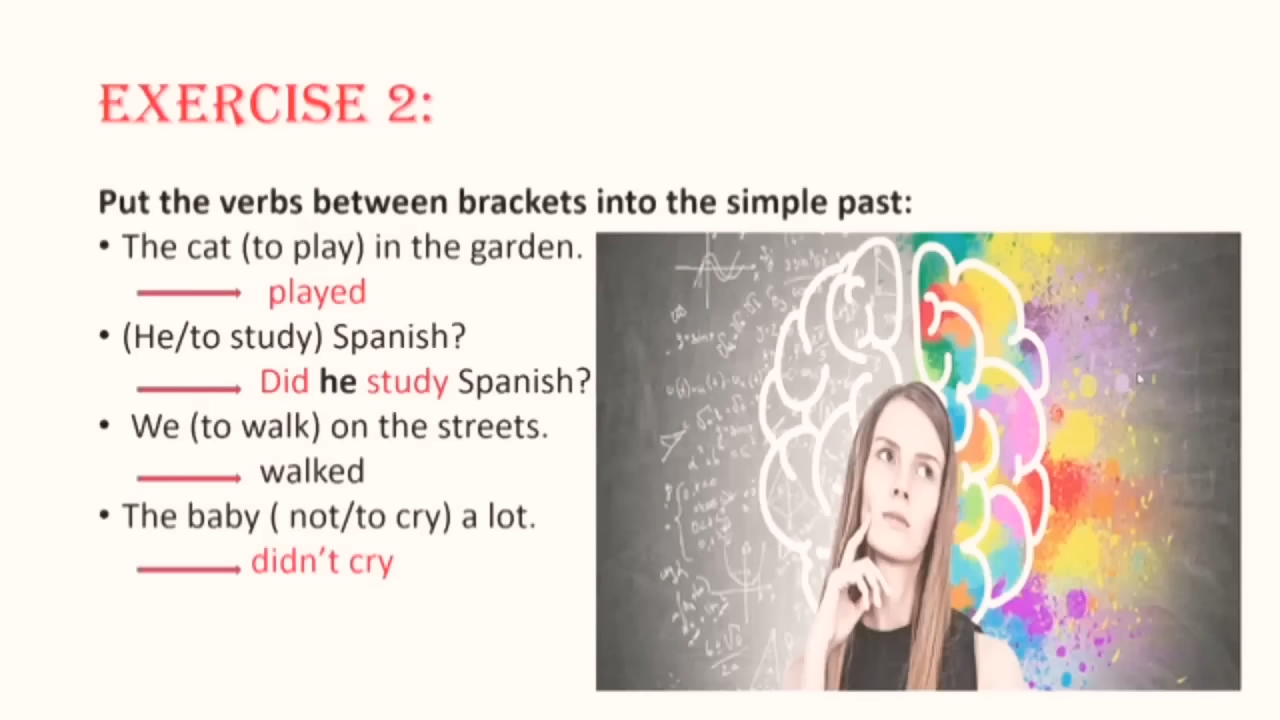 EXERCISE 2:
Put the verbs between brackets into the simple past:
• The cat (to play) in the garden.
played
• (He/to study) Spanish?
Did he study Spanish?
• We (to walk) on the streets.
walked
• The baby ( not/to cry) a lot.
didn't cry